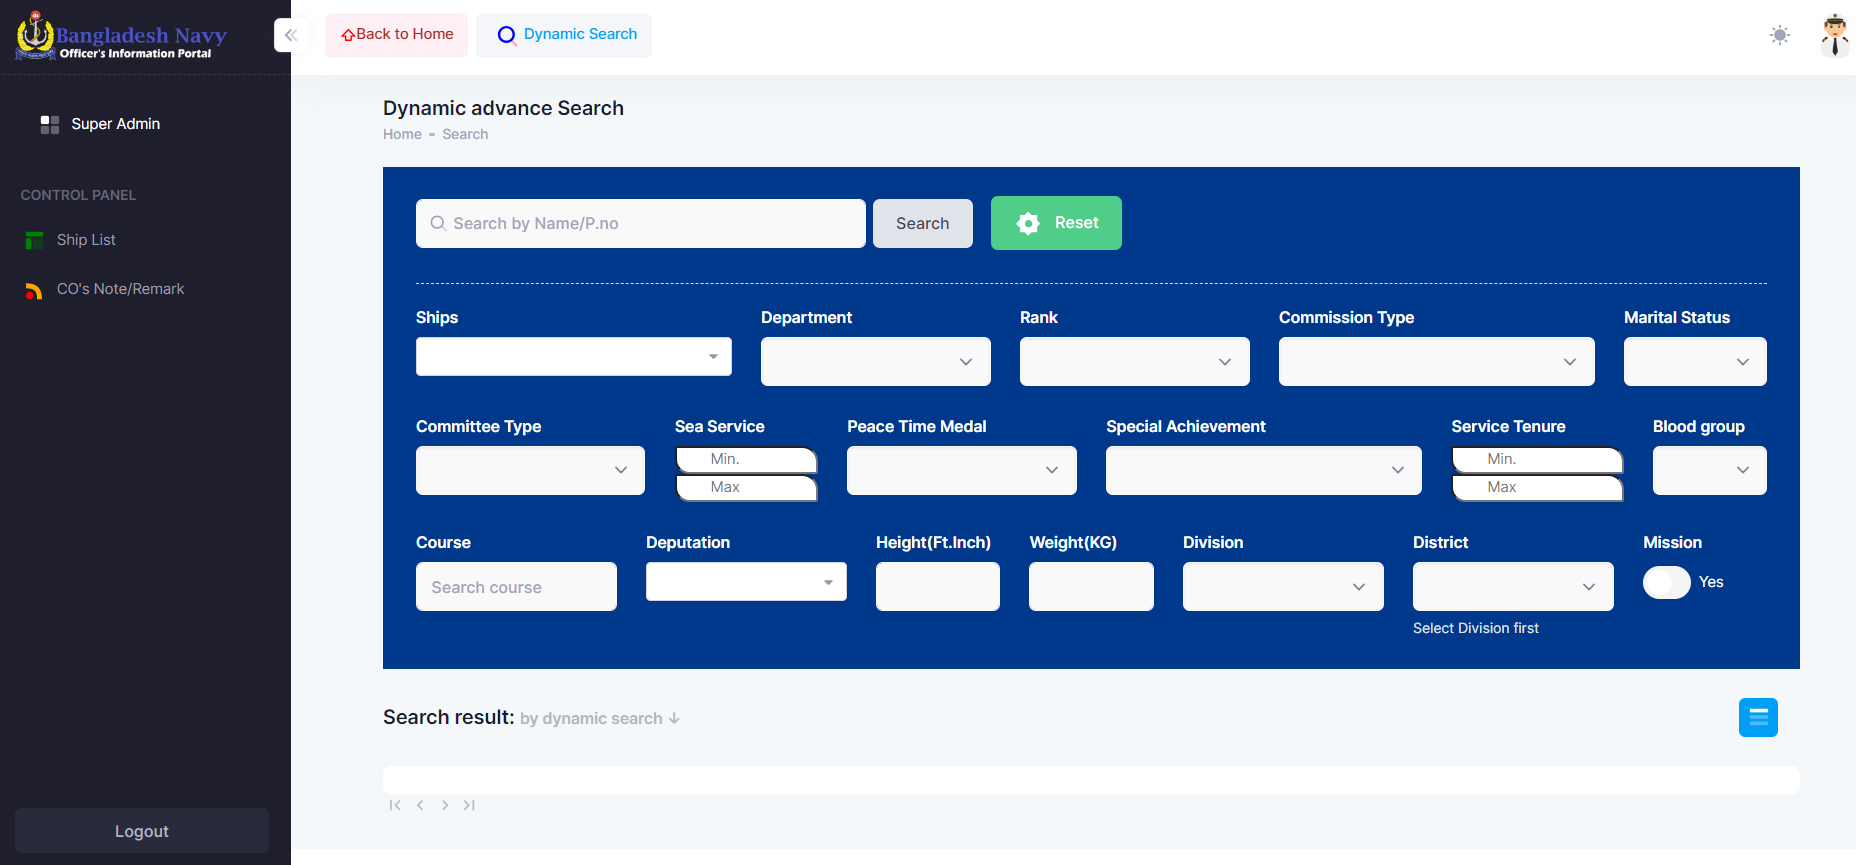 Bangladesh Navy
Officer's Information Portal
Back to Home
Dynamic Search
Super Admin
CONTROL PANEL
Ship List
CO's Note/Remark
Logout
Dynamic advance Search
Home - Search
Search by Name/P.no
Search
Reset
Ships
Department
Rank
Commission Type
Marital Status
Committee Type
Sea Service
Peace Time Medal
Special Achievement
Service Tenure
Blood group
Min.
Max
Min.
Max
Course
Deputation
Height(Ft.Inch)
Weight(KG)
Division
District
Mission
Search course
Yes
Select Division first
Search result: by dynamic search ↓